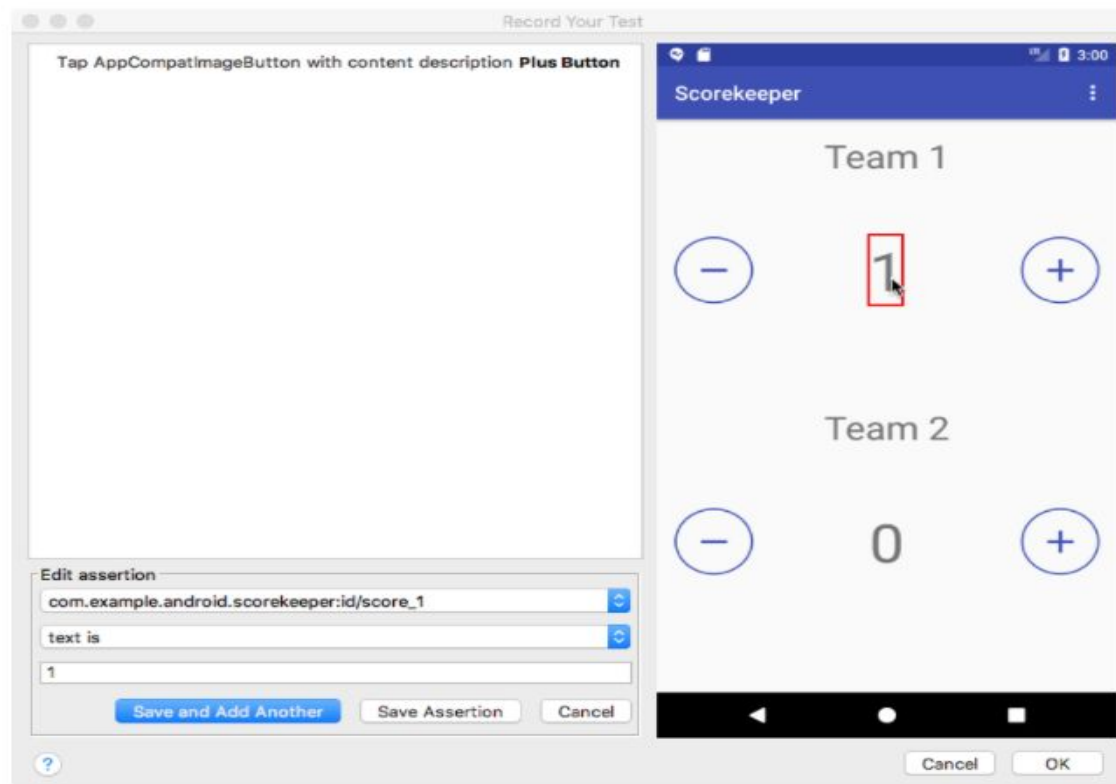 Record Your Test
Tap AppCompatImageButton with content description Plus Button
3:00
Scorekeeper
Team 1
1
Team 2
0
Edit assertion
com.example.android.scorekeeper:id/score_1
text is
1
Save and Add Another
Save Assertion
Cancel
?
Cancel
OK